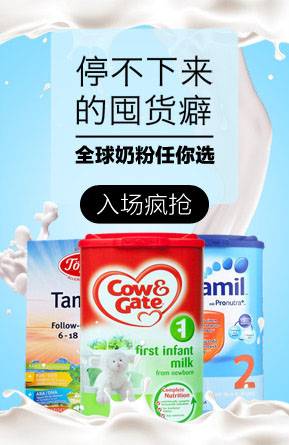 停不下来
的囤货癖
全球奶粉任你选
入场疯抢
Tö
Tam
Follow-
6-18
Cow&
Gate
1
first infant
milk
from newborn
Complete
Nutrition
amil
Pronutra+
2